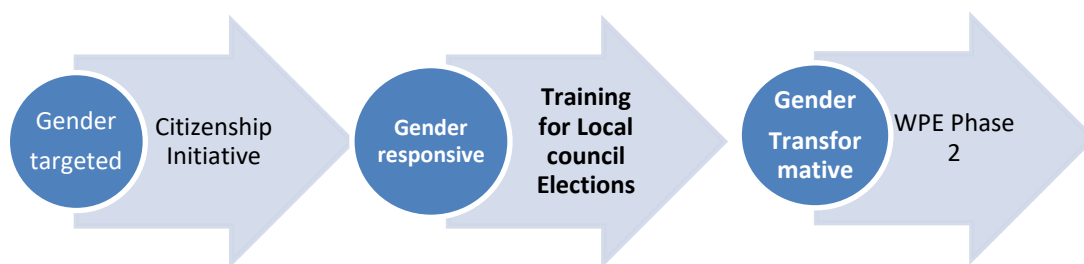 Gender
targeted
Citizenship
Initiative
Gender
responsive
Training
for Local
council
Elections
Gender
Transfor
mative
WPE Phase
2